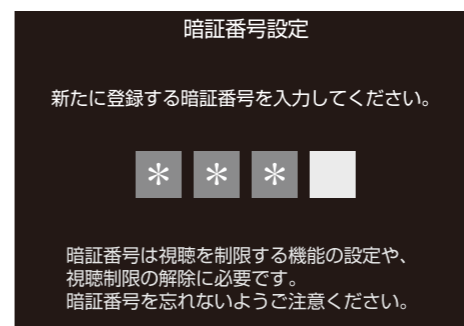 暗証番号設定
新たに登録する暗証番号を入力してください。
＊ ＊ ＊
暗証番号は視聴を制限する機能の設定や、
視聴制限の解除に必要です。
暗証番号を忘れないようご注意ください。